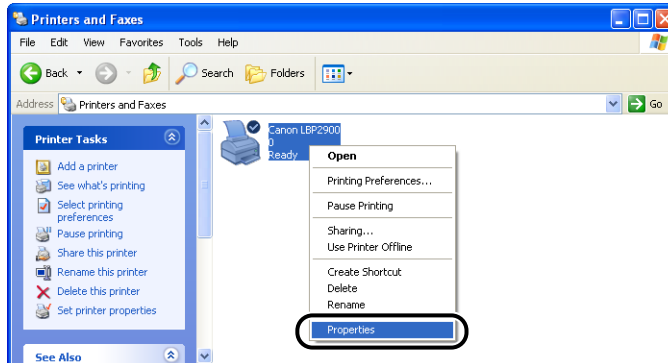 Printers and Faxes
File Edit View Favorites Tools Help
Back Search Folders
Address Printers and Faxes Go
Printer Tasks
Add a printer
See what's printing
Select printing
preferences
Pause printing
Share this printer
Rename this printer
Delete this printer
Set printer properties
See Also
Canon LBP2900
0
Ready
Open
Printing Preferences...
Pause Printing
Sharing...
Use Printer Offline
Create Shortcut
Delete
Rename
Properties